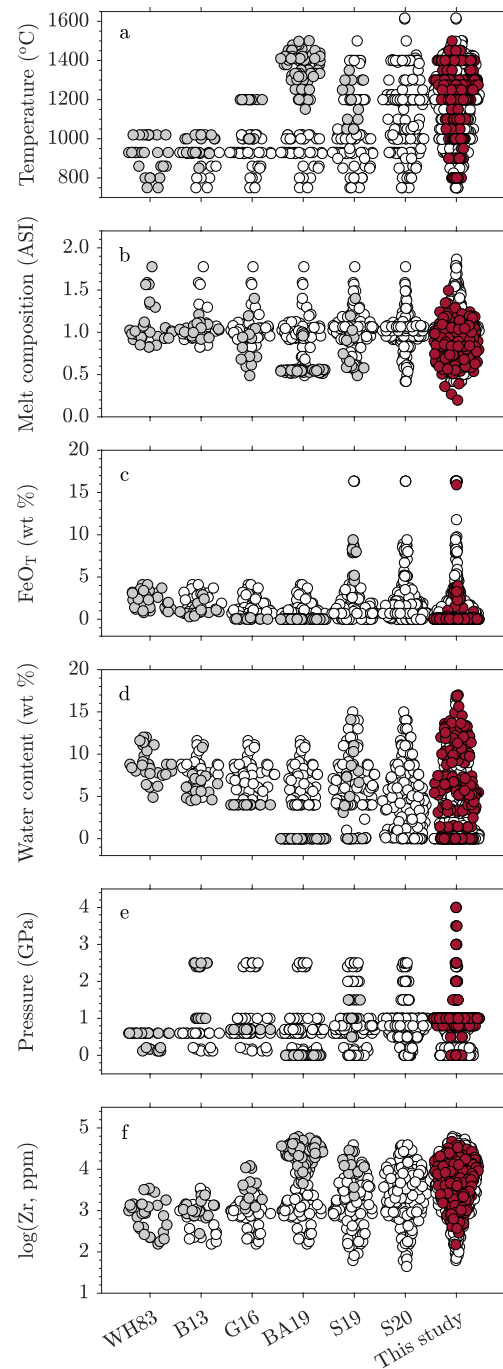 a
Temperature (°C)
1600
1400
1200
1000
800
b
Melt composition (ASI)
2.0
1.5
1.0
0.5
0.0
c
FeO_T (wt %)
20
15
10
5
0
d
Water content (wt %)
20
15
10
5
0
e
Pressure (GPa)
4
3
2
1
0
f
log(Zr, ppm)
5
4
3
2
1
WH83
B13
G16
BA19
S19
S20
This study